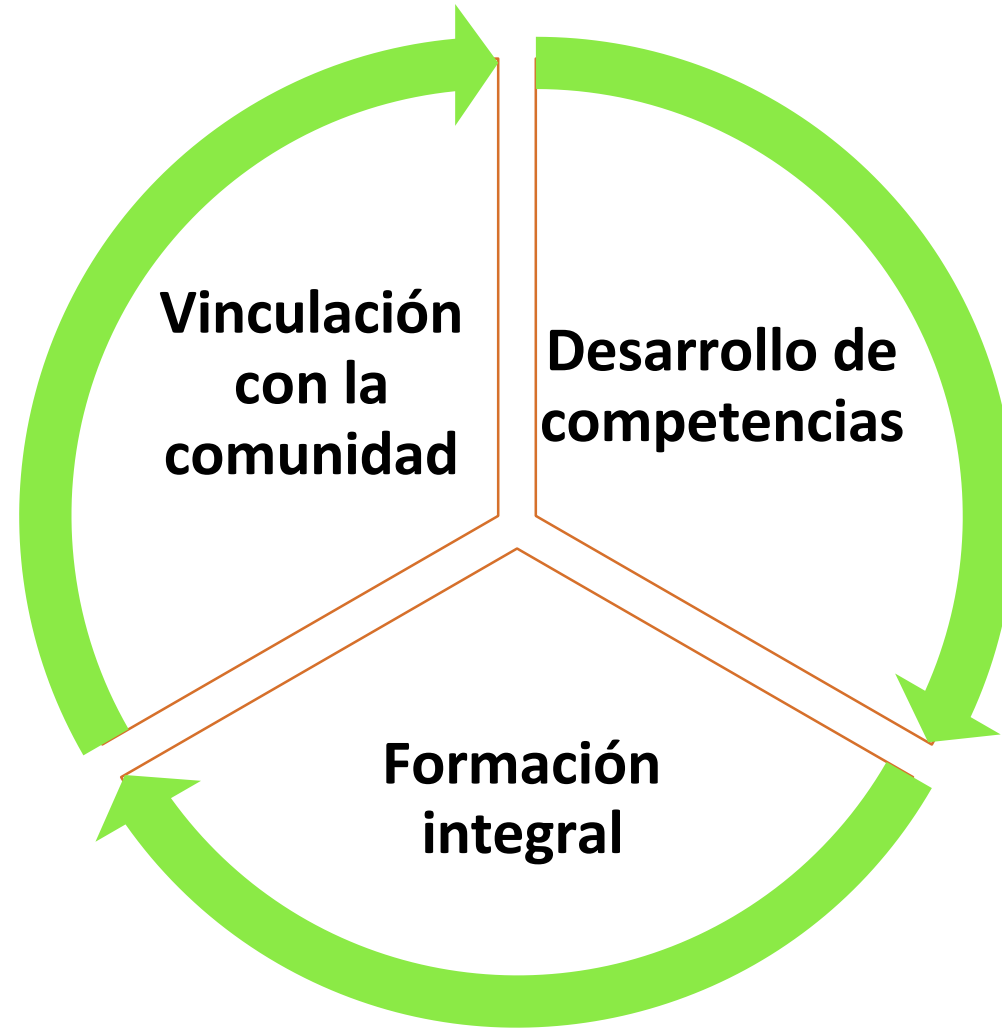 Vinculación
con la
comunidad
Desarrollo de
competencias
Formación
integral